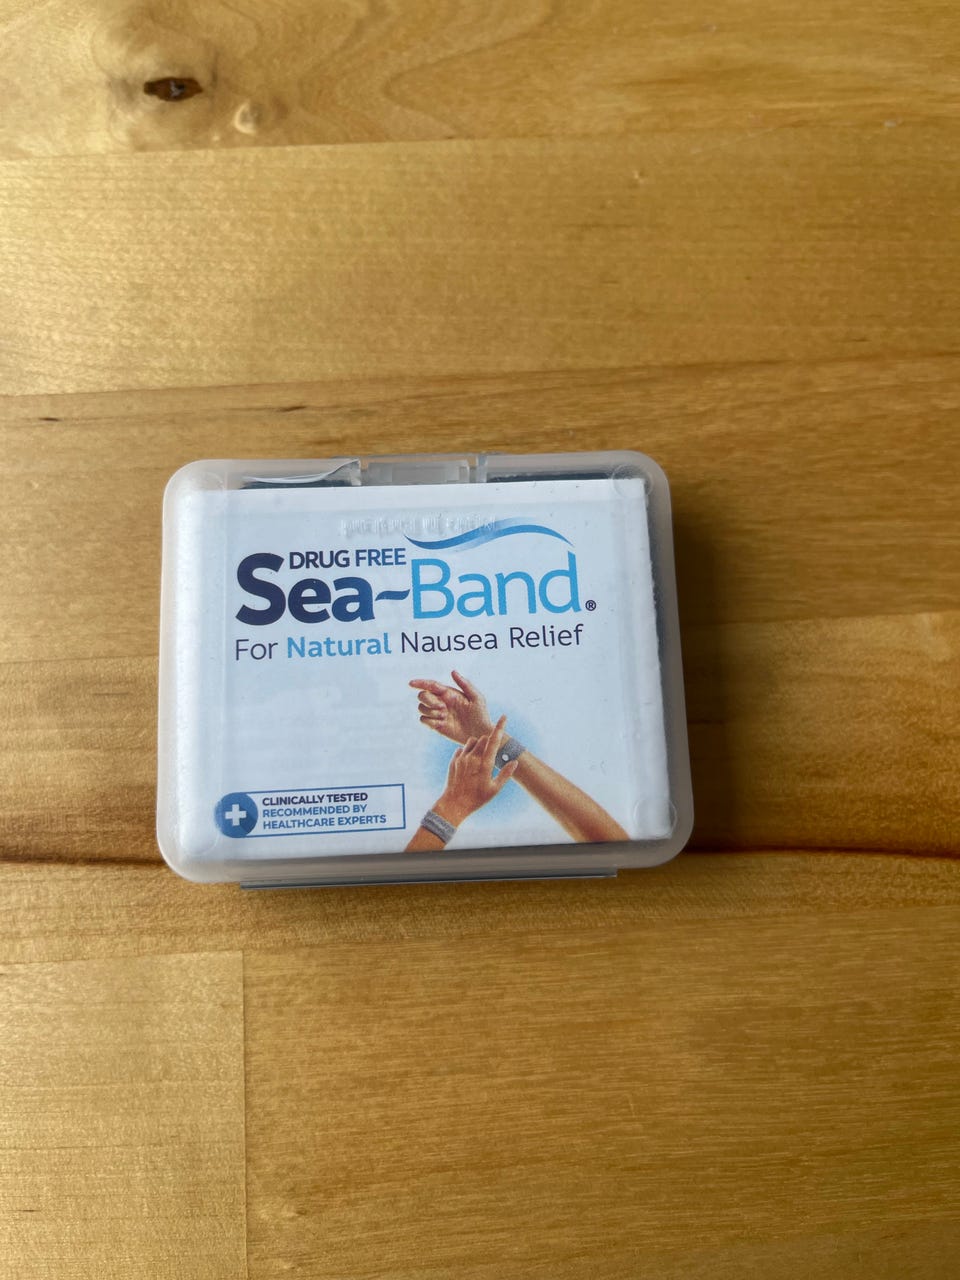 DRUG FREE
Sea~Band®
For Natural Nausea Relief
CLINICALLY TESTED
RECOMMENDED BY
HEALTHCARE EXPERTS